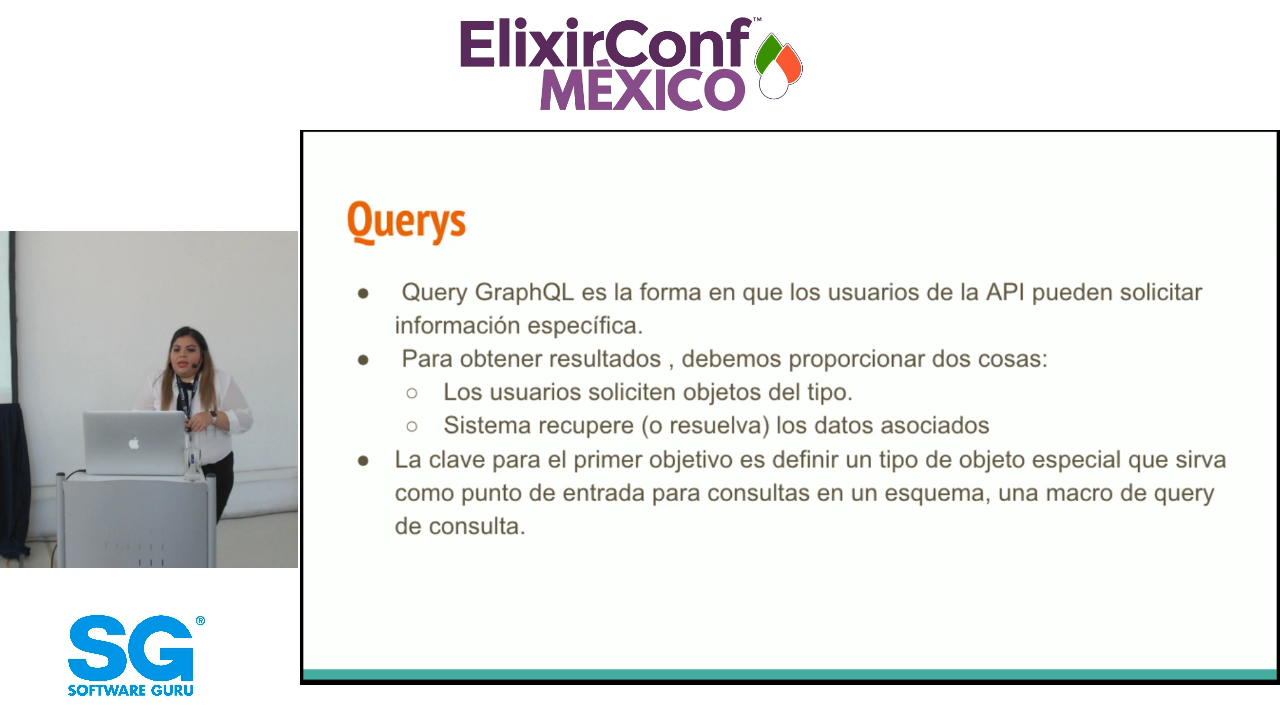 ElixirConf™
MÉXICO
Querys
● Query GraphQL es la forma en que los usuarios de la API pueden solicitar
información específica.
● Para obtener resultados , debemos proporcionar dos cosas:
○ Los usuarios soliciten objetos del tipo.
○ Sistema recupere (o resuelva) los datos asociados
● La clave para el primer objetivo es definir un tipo de objeto especial que sirva
como punto de entrada para consultas en un esquema, una macro de query
de consulta.
SG®
SOFTWARE GURU